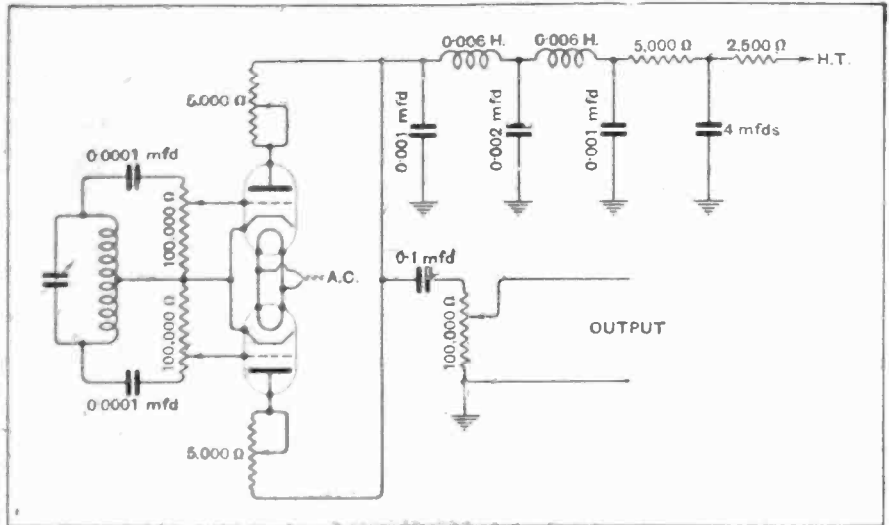 0·006 H.
0·006 H.
5,000 Ω
2,500 Ω
H.T.
5,000 Ω
0·001 mfd
0·002 mfd
0·001 mfd
4 mfds
0·0001 mfd
100,000 Ω
A.C.
0·1 mfd
100,000 Ω
100,000 Ω
OUTPUT
0·0001 mfd
5,000 Ω